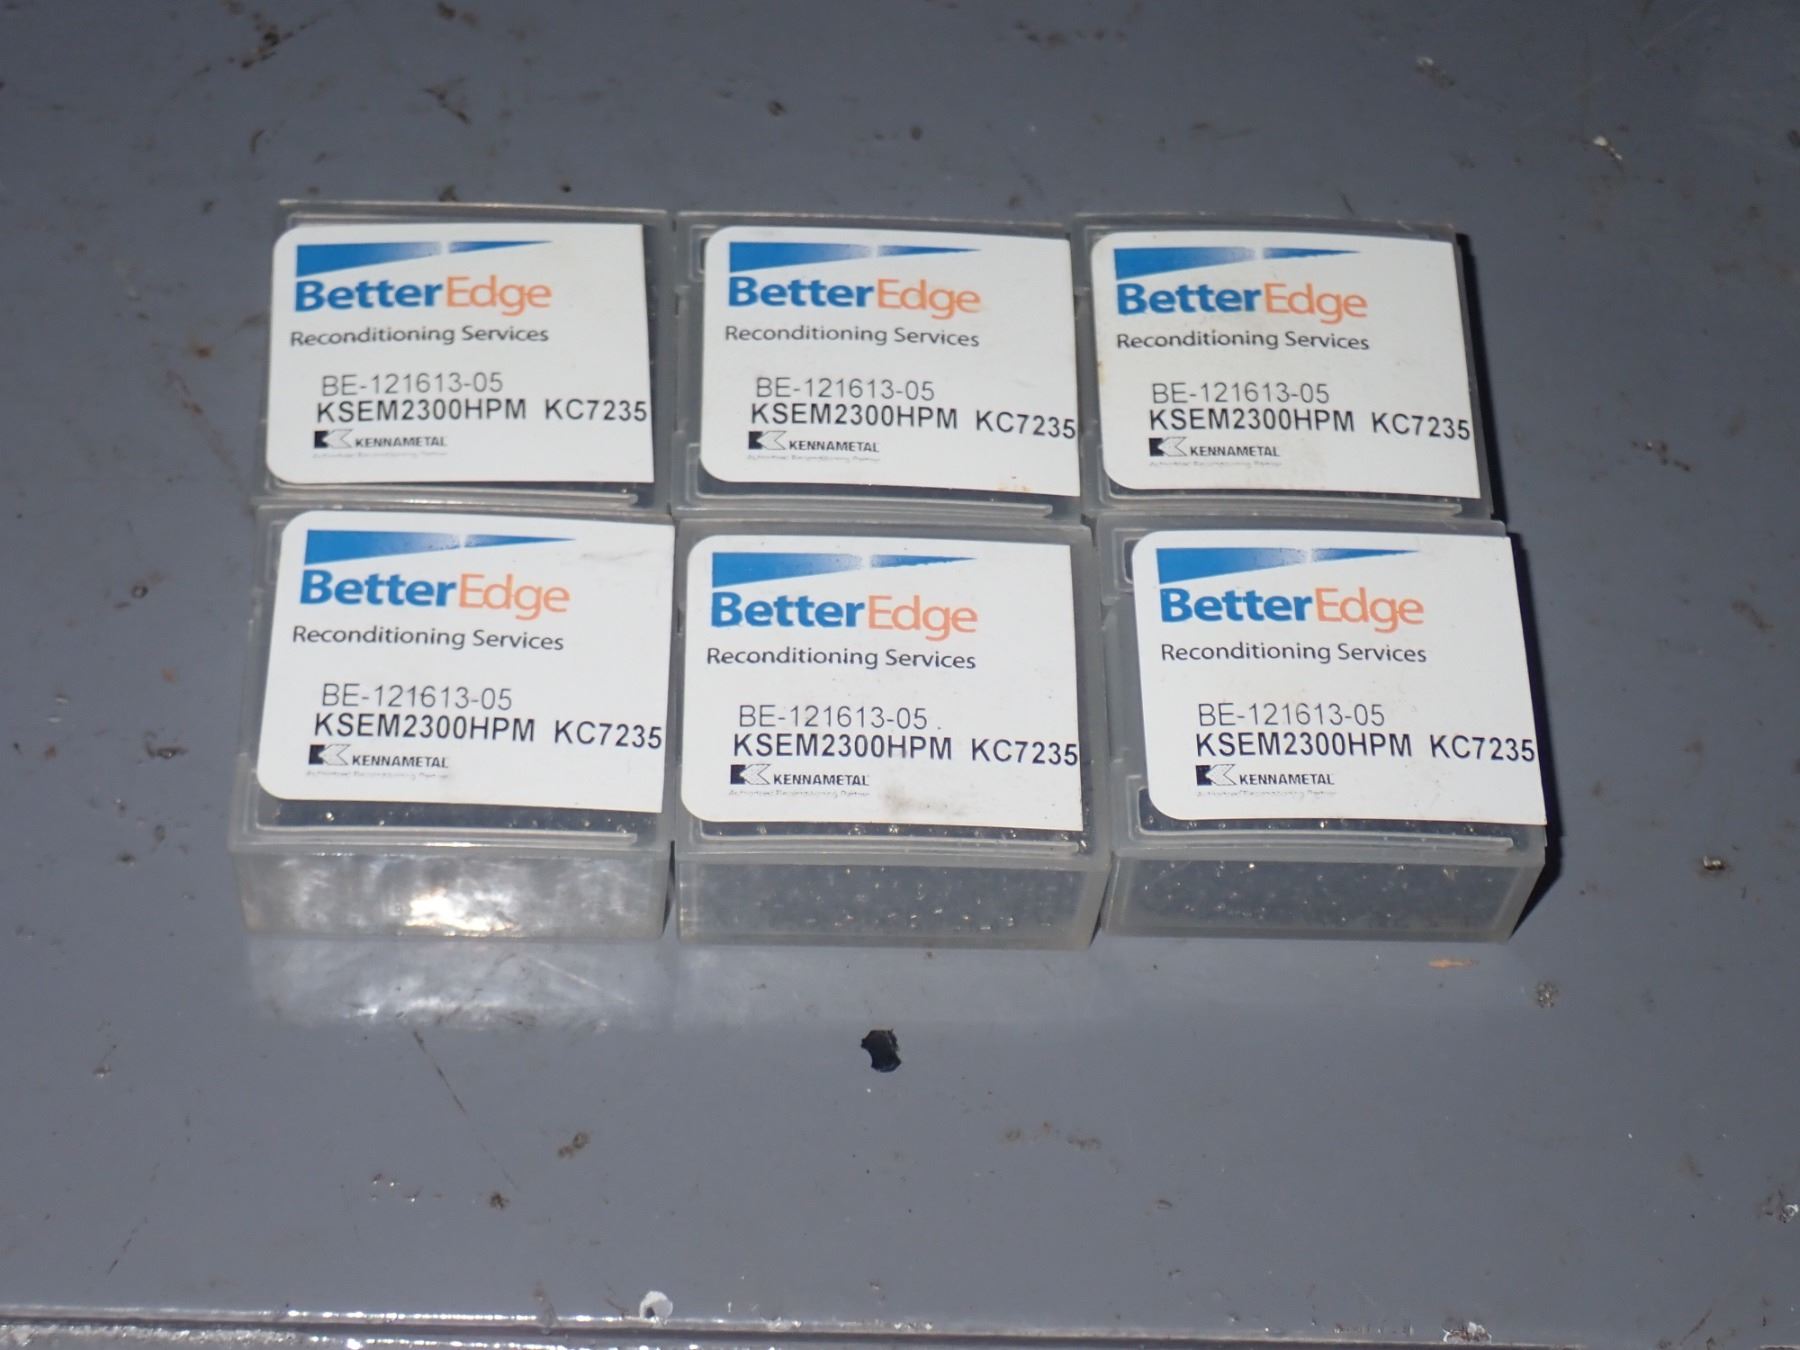 BetterEdge
Reconditioning Services
BE-121613-05
KSEM2300HPM KC7235
KENNAMETAL
BetterEdge
Reconditioning Services
BE-121613-05
KSEM2300HPM KC7235
KENNAMETAL
BetterEdge
Reconditioning Services
BE-121613-05
KSEM2300HPM KC7235
KENNAMETAL
BetterEdge
Reconditioning Services
BE-121613-05
KSEM2300HPM KC7235
KENNAMETAL
BetterEdge
Reconditioning Services
BE-121613-05
KSEM2300HPM KC7235
KENNAMETAL
BetterEdge
Reconditioning Services
BE-121613-05
KSEM2300HPM KC7235
KENNAMETAL